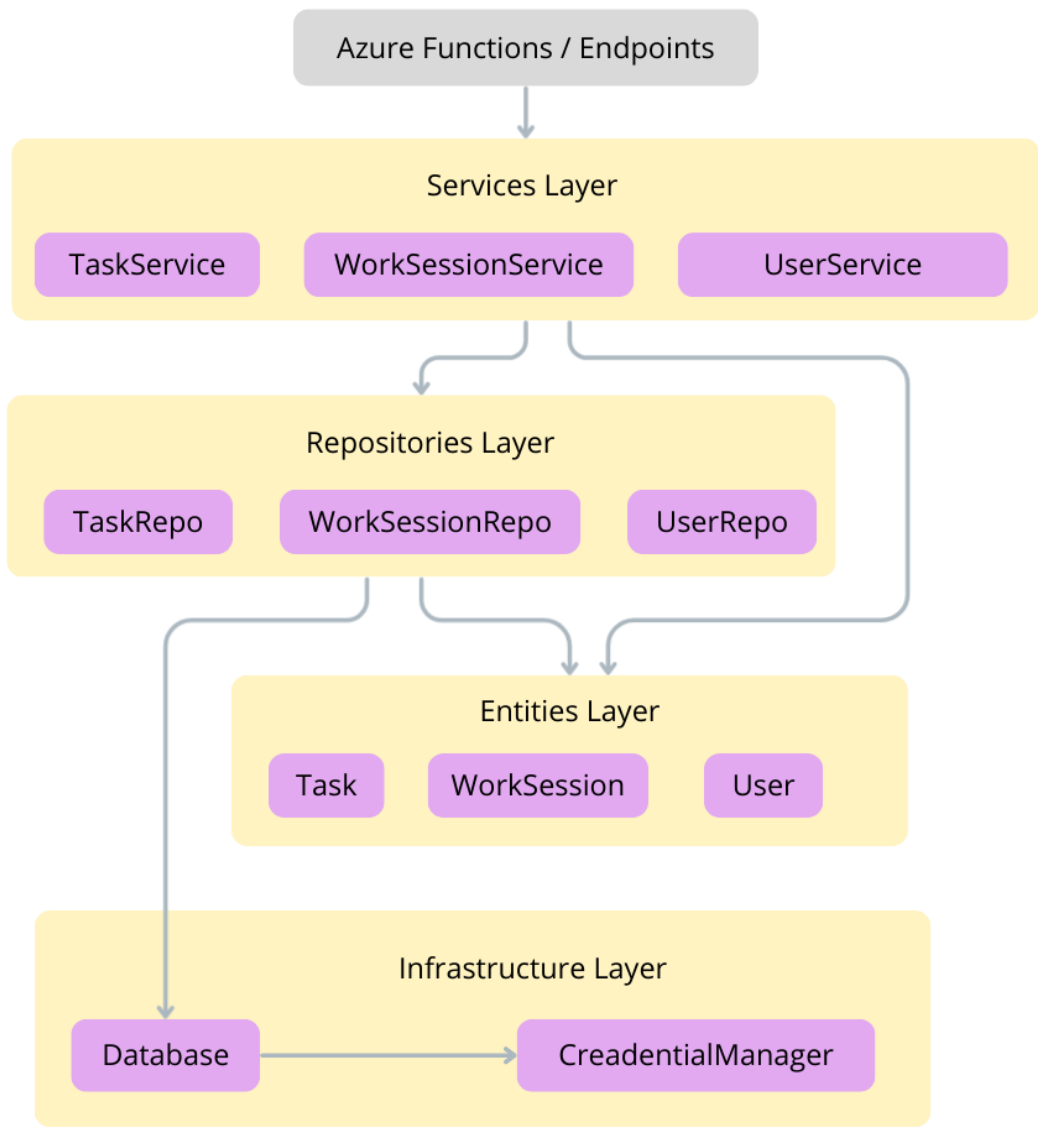 Azure Functions / Endpoints
Services Layer
TaskService
WorkSessionService
UserService
Repositories Layer
TaskRepo
WorkSessionRepo
UserRepo
Entities Layer
Task
WorkSession
User
Infrastructure Layer
Database
CreadentialManager